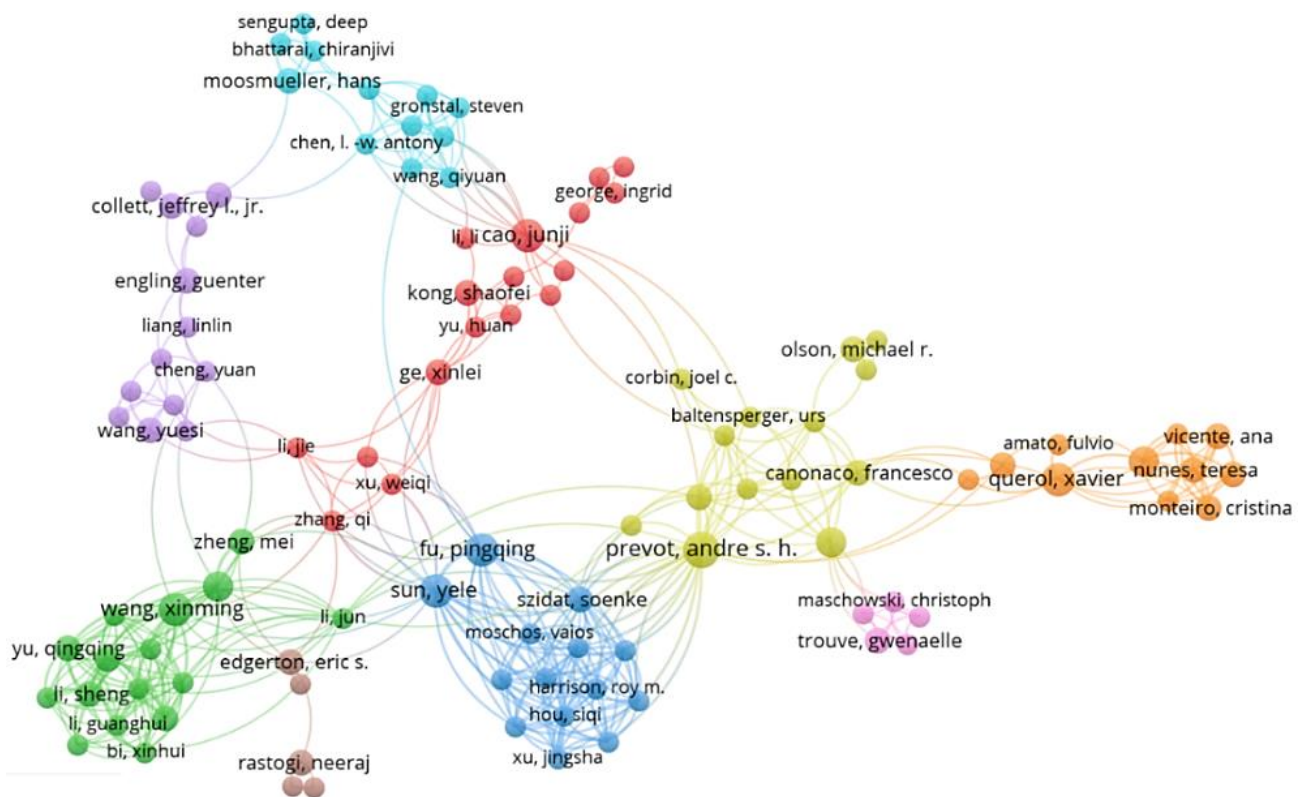 sengupta, deep
bhattarai, chiranjivi
moosmueller, hans
gronstal, steven
chen, l. -w. antony
wang, qiyuan
george, ingrid
collett, jeffrey l., jr.
li, li
cao, junji
engling, guenter
kong, shaofei
liang, linlin
yu, huan
olson, michael r.
cheng, yuan
ge, xinlei
corbin, joel c.
baltensperger, urs
wang, yuesi
li, jie
amato, fulvio
vicente, ana
xu, weiqi
canonaco, francesco
querol, xavier
nunes, teresa
monteiro, cristina
zhang, qi
zheng, mei
fu, pingqing
prevot, andre s. h.
sun, yele
szidat, soenke
maschowski, christoph
wang, xinming
li, jun
moschos, vaios
trouve, gwenaelle
yu, qingqing
edgerton, eric s.
li, sheng
harrison, roy m.
li, guanghui
hou, siqi
bi, xinhui
xu, jingsha
rastogi, neeraj